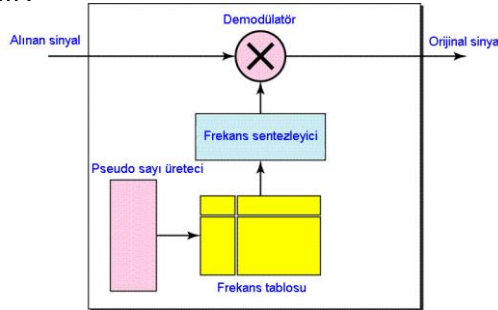 Demodülatör
Alınan sinyal
Orijinal sinya
Frekans sentezleyici
Pseudo sayı üreteci
Frekans tablosu